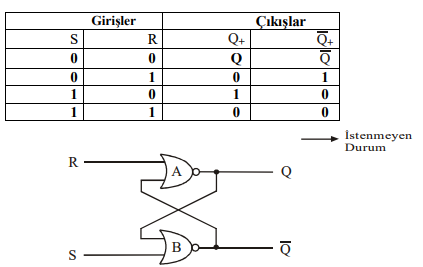 Girişler Çıkışlar
S R Q+ Q̅+
0 0 Q Q̅
0 1 0 1
1 0 1 0
1 1 0 0
İstenmeyen
Durum
R A Q
S B Q̅